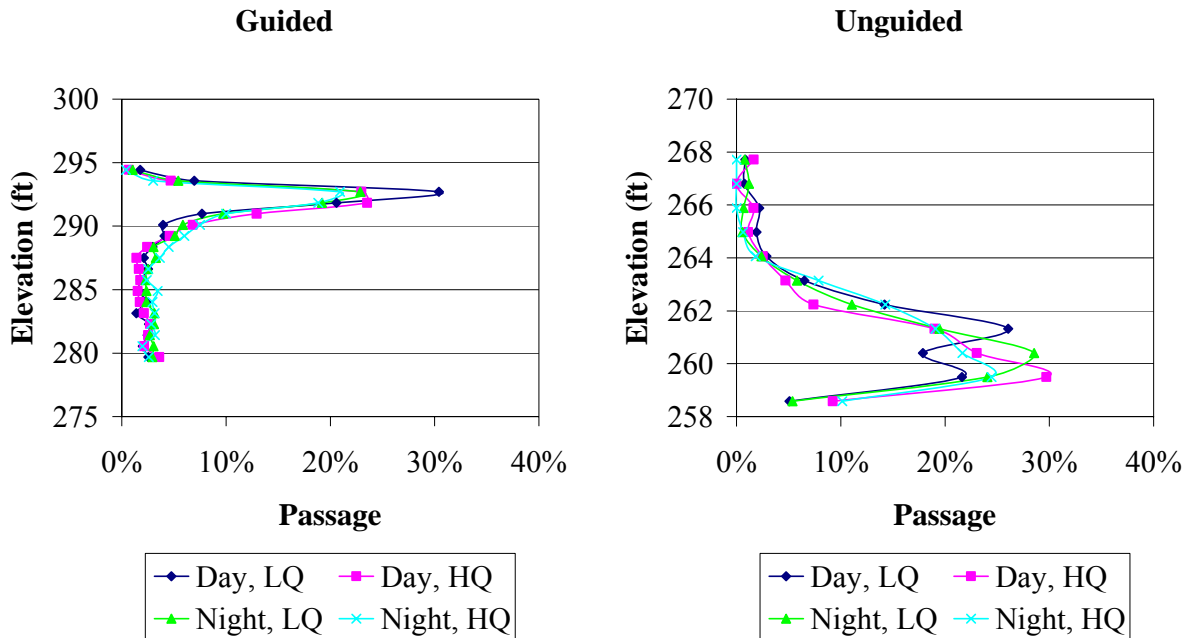 Guided
300
295
290
285
280
275
Elevation (ft)
0% 10% 20% 30% 40%
Passage
Day, LQ Day, HQ
Night, LQ Night, HQ
Unguided
270
268
266
264
262
260
258
Elevation (ft)
0% 10% 20% 30% 40%
Passage
Day, LQ Day, HQ
Night, LQ Night, HQ